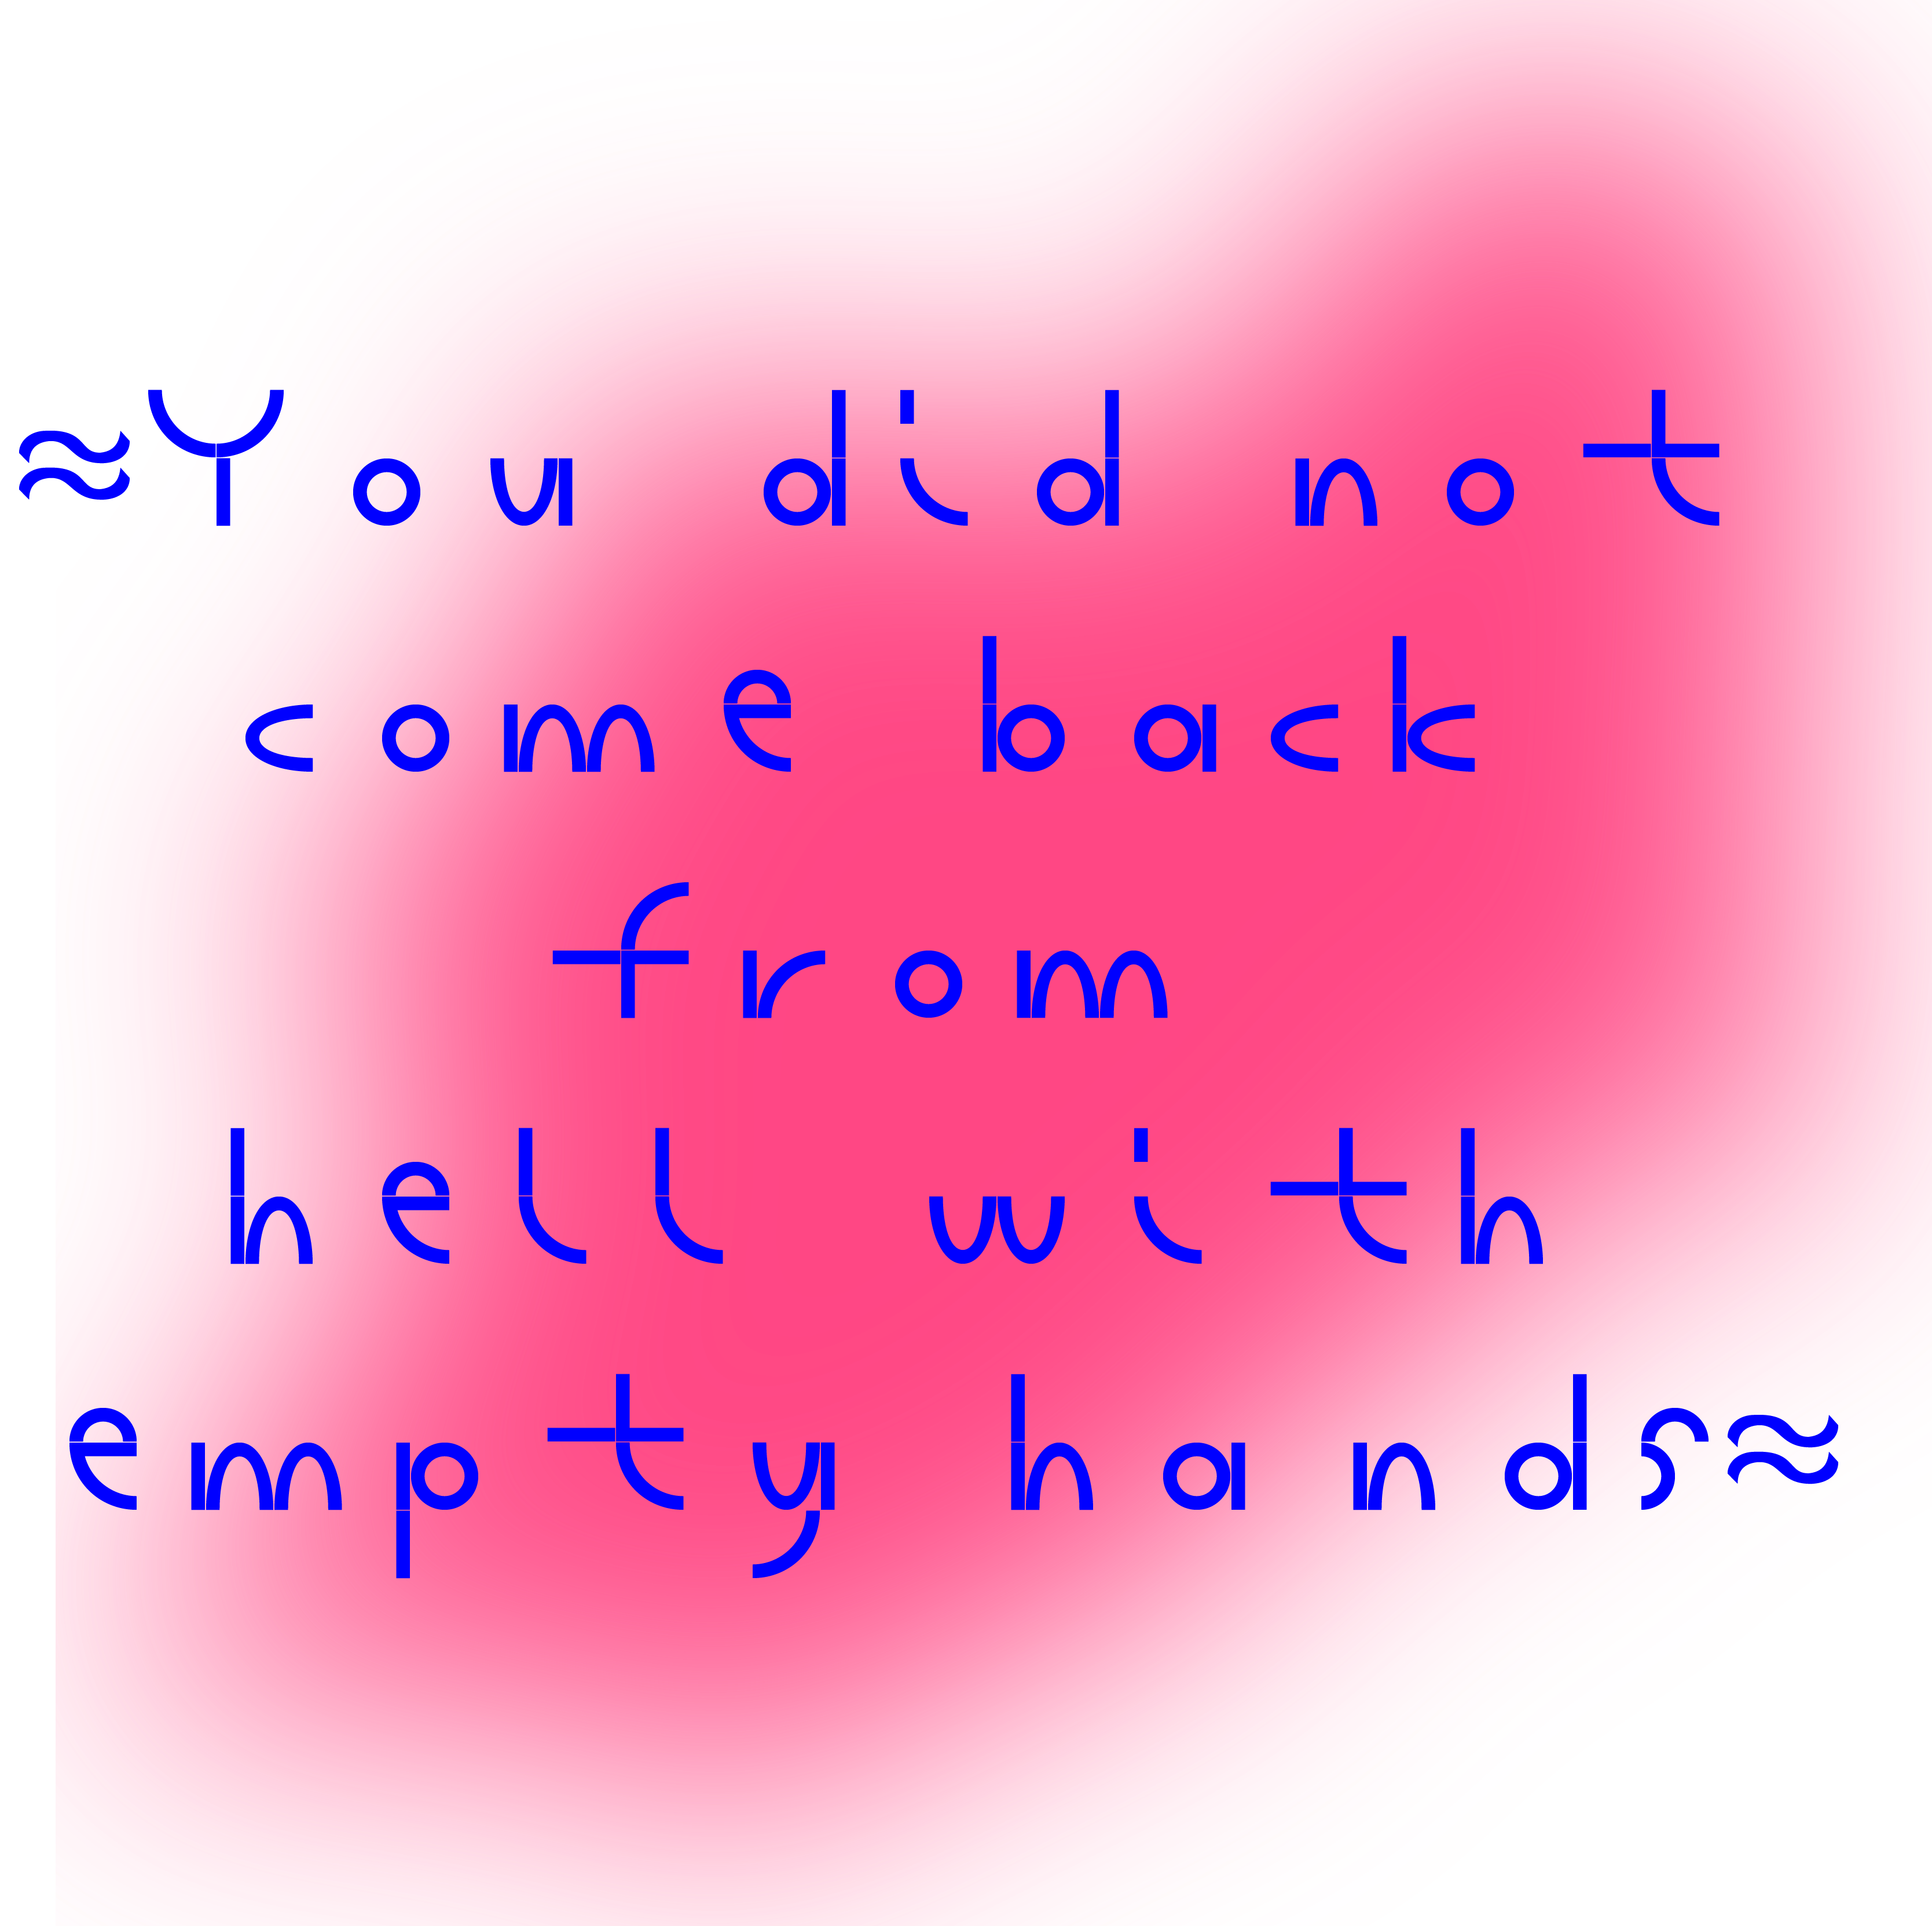 ≈You did not
come back
from
hell with
empty hands≈